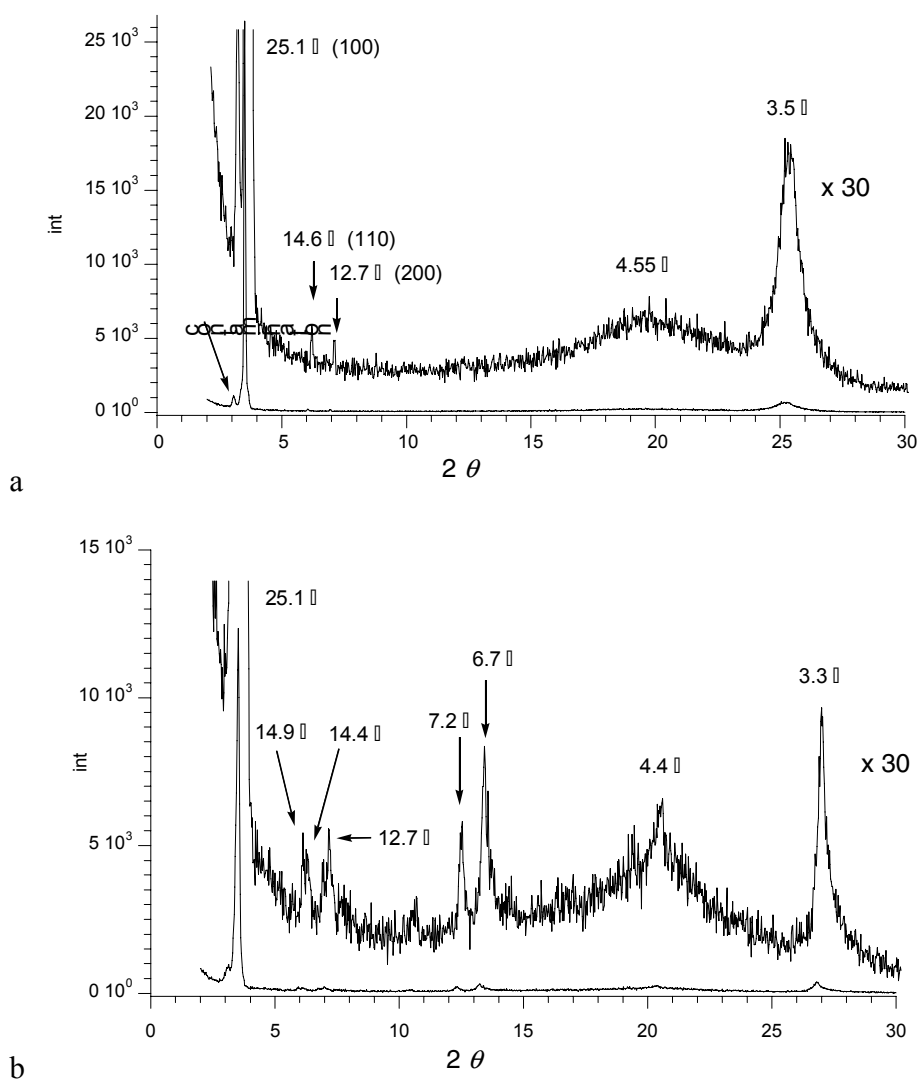 25 10³
25.1 ▯ (100)
3.5 ▯
20 10³
x 30
15 10³
int
14.6 ▯ (110)
10 10³
12.7 ▯ (200)
4.55 ▯
5 10³
0 10⁰
0 5 10 15 20 25 30
2 θ
a
15 10³
25.1 ▯
6.7 ▯
3.3 ▯
10 10³
7.2 ▯
14.9 ▯ 14.4 ▯
4.4 ▯
x 30
int
12.7 ▯
5 10³
0 10⁰
0 5 10 15 20 25 30
2 θ
b